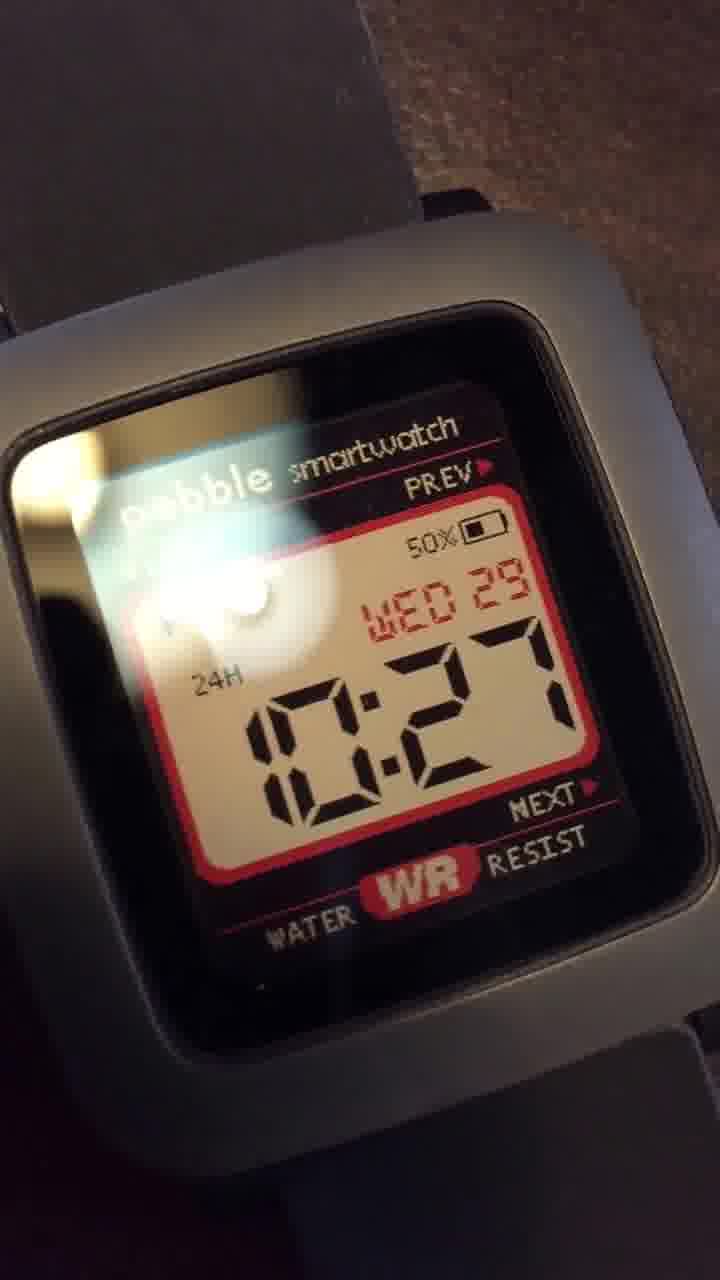 pebble smartwatch
PREV
50%
WED 29
24H
10:27
NEXT
WATER WR RESIST